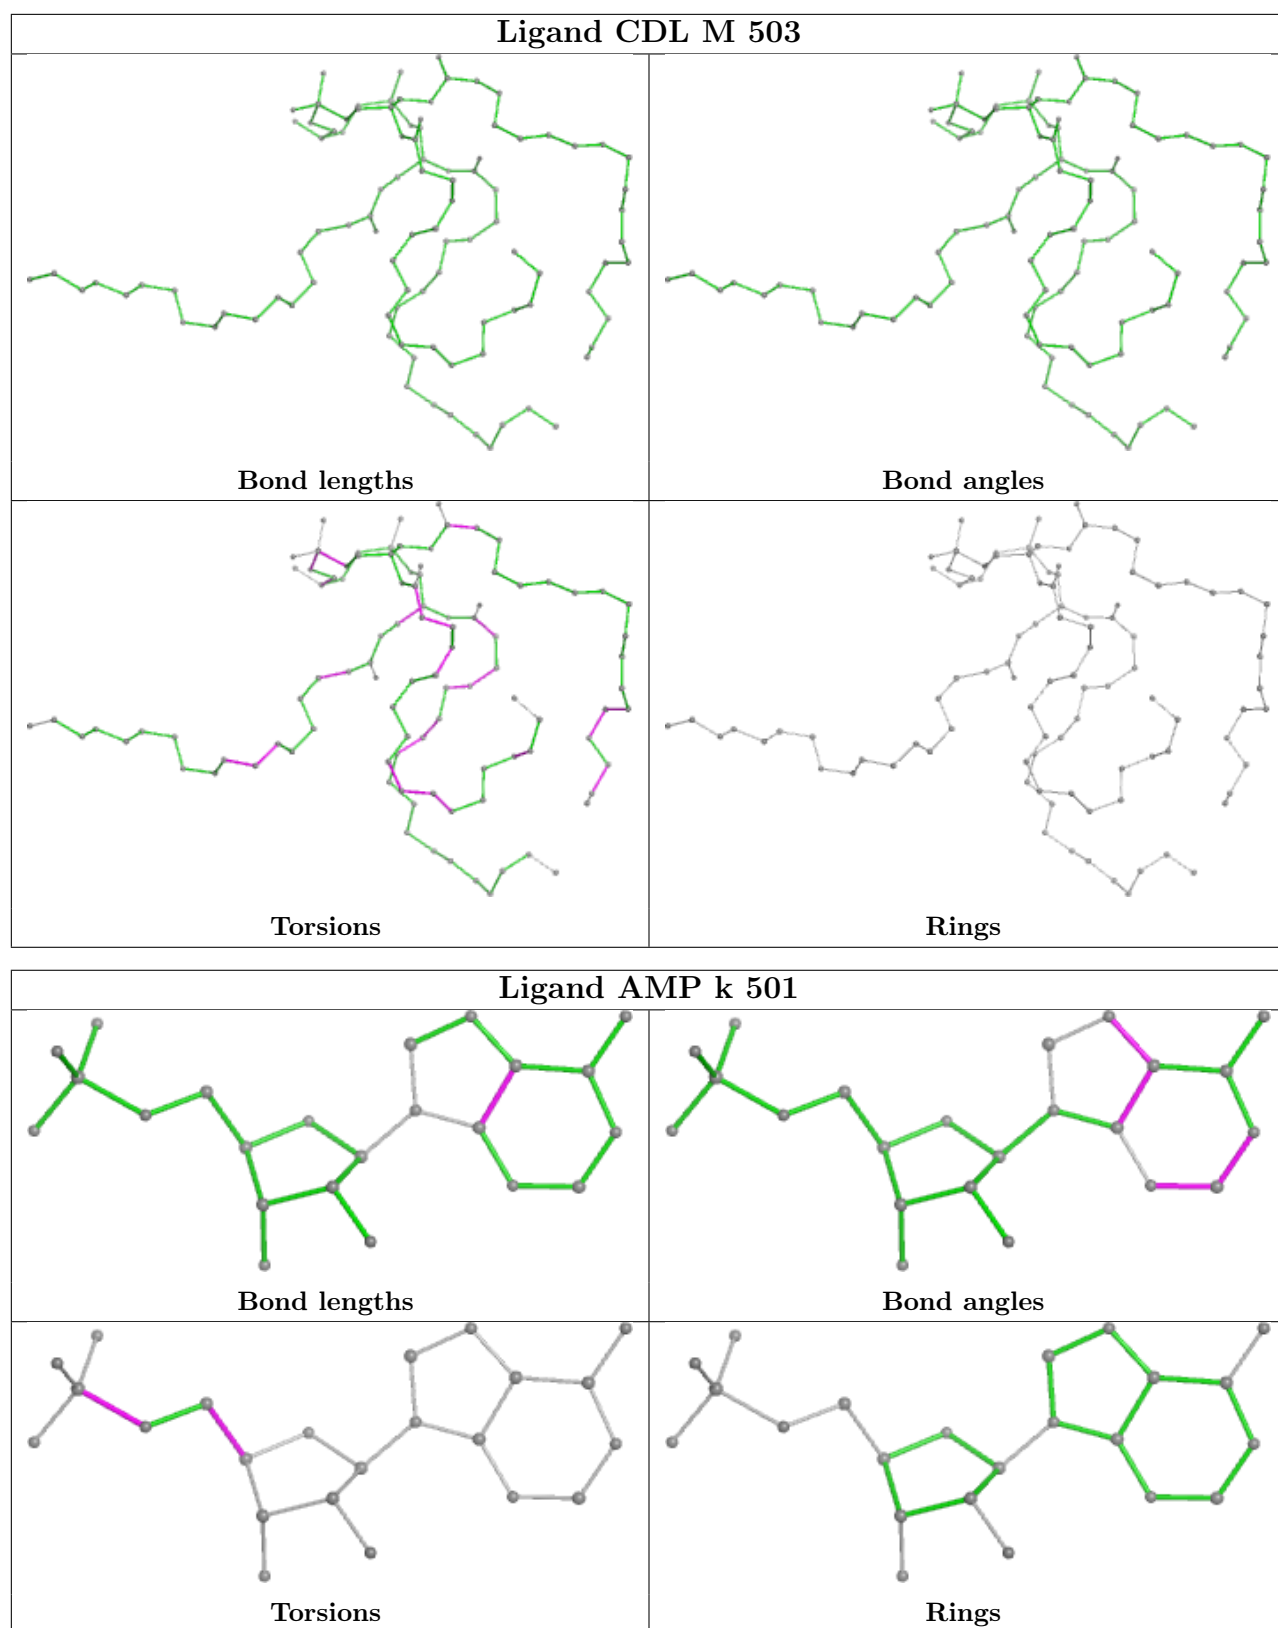 Ligand CDL M 503
Bond lengths
Bond angles
Torsions
Rings
Ligand AMP k 501
Bond lengths
Bond angles
Torsions
Rings